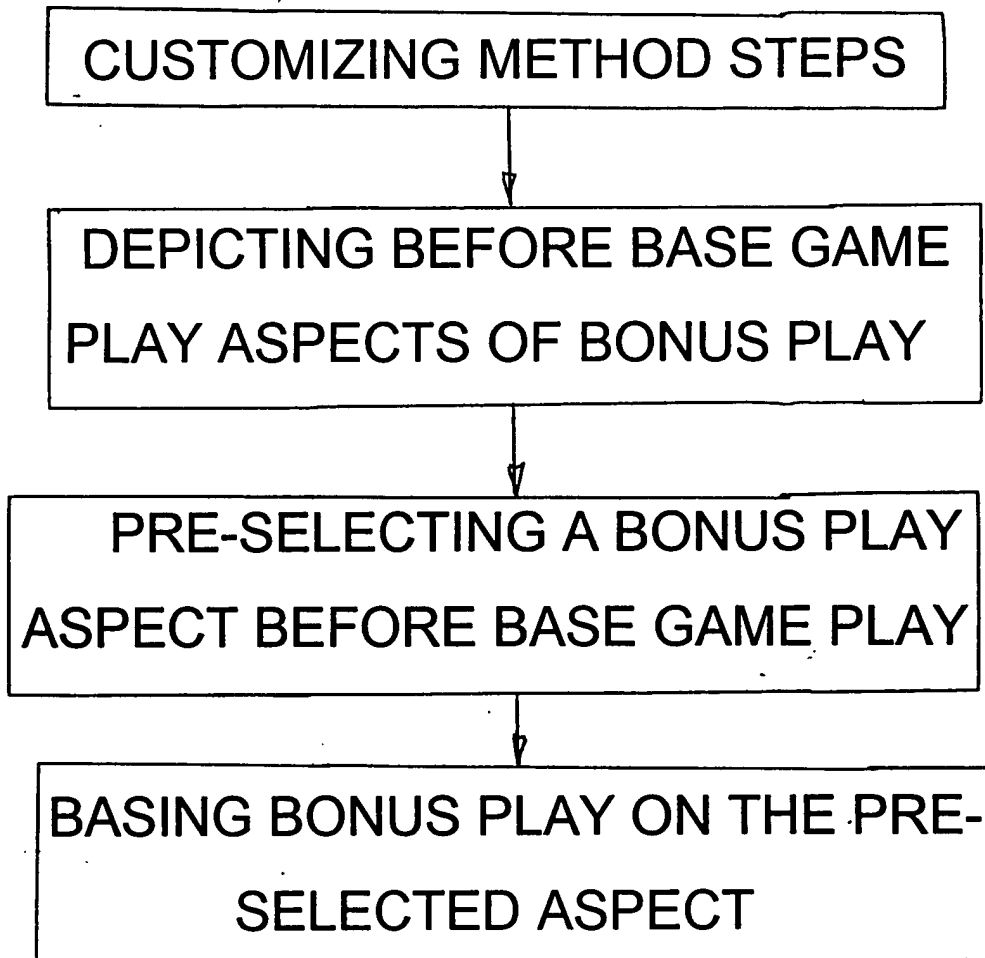 CUSTOMIZING METHOD STEPS
DEPICTING BEFORE BASE GAME
PLAY ASPECTS OF BONUS PLAY
PRE-SELECTING A BONUS PLAY
ASPECT BEFORE BASE GAME PLAY
BASING BONUS PLAY ON THE PRE-
SELECTED ASPECT